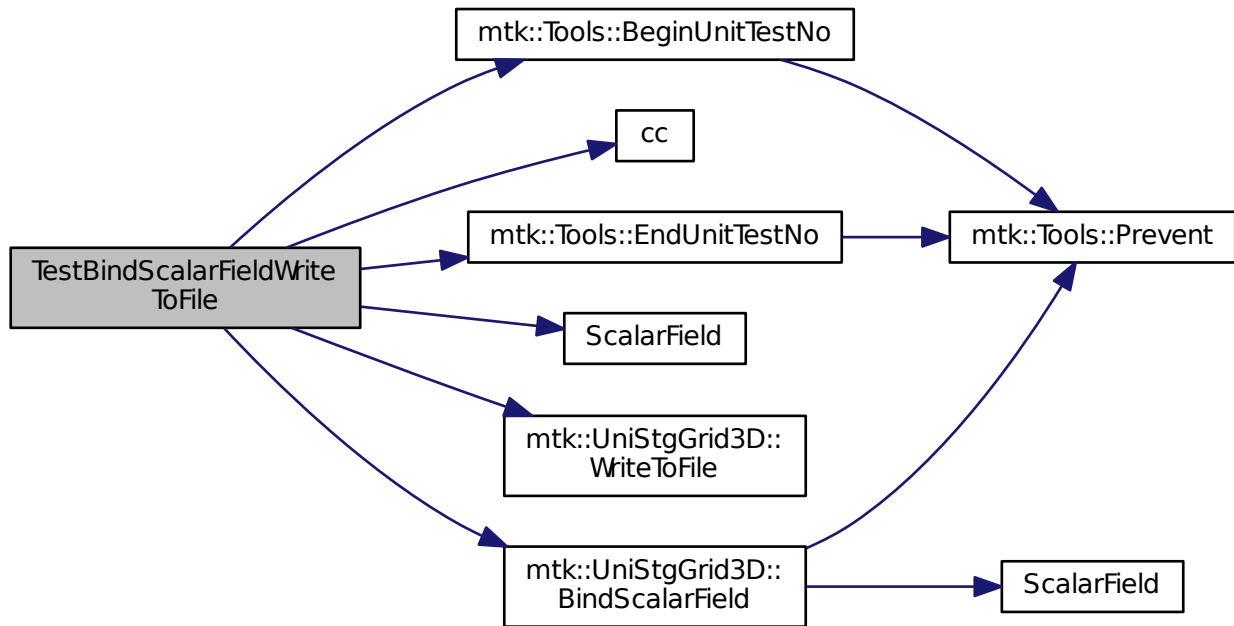 mtk::Tools::BeginUnitTestNo
cc
mtk::Tools::EndUnitTestNo
mtk::Tools::Prevent
TestBindScalarFieldWrite
ToFile
ScalarField
mtk::UniStgGrid3D::
WriteToFile
mtk::UniStgGrid3D::
BindScalarField
ScalarField